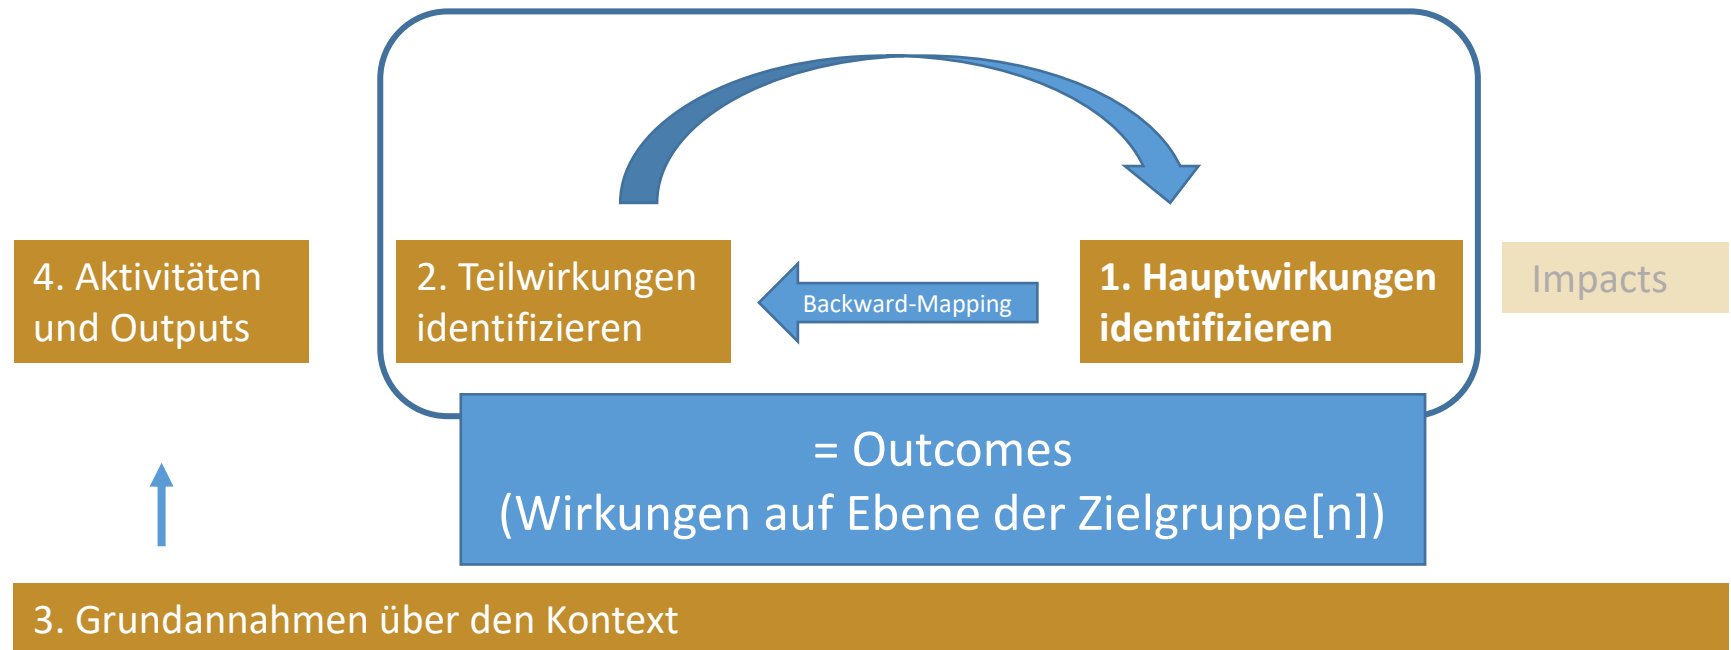 4. Aktivitäten
und Outputs
2. Teilwirkungen
identifizieren
Backward-Mapping
1. Hauptwirkungen
identifizieren
Impacts
= Outcomes
(Wirkungen auf Ebene der Zielgruppe[n])
3. Grundannahmen über den Kontext